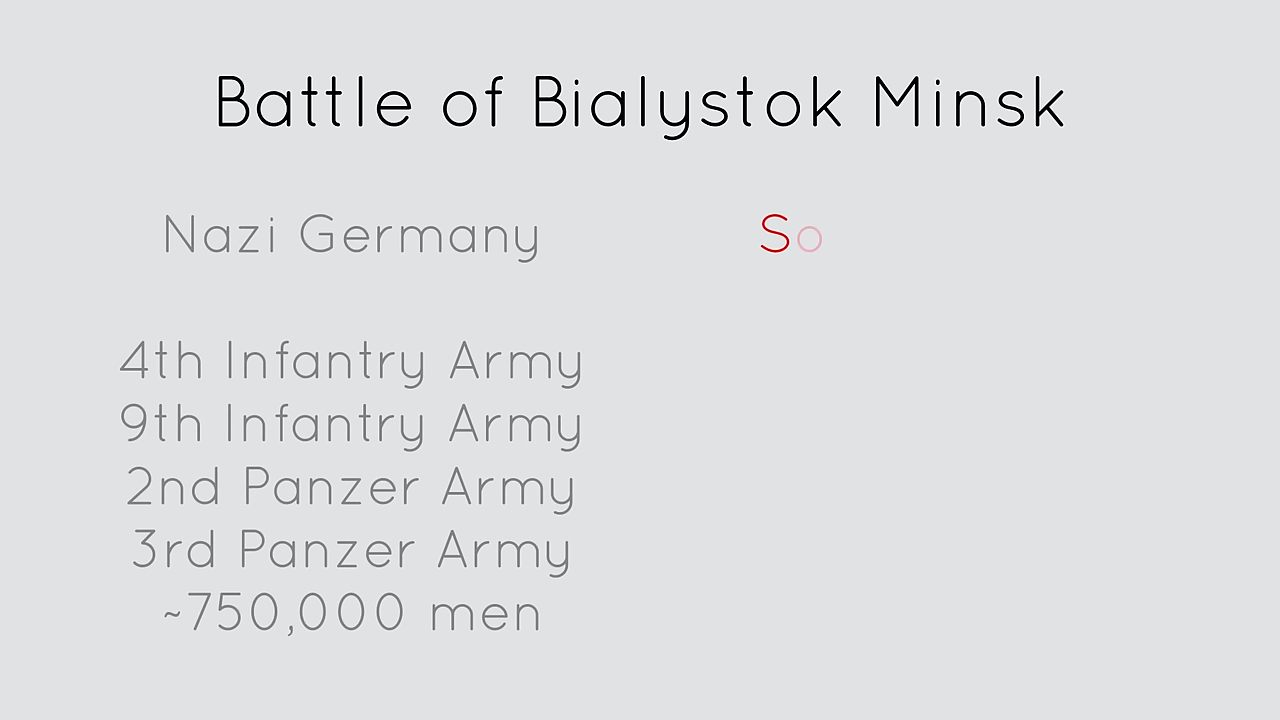 Battle of Bialystok Minsk
Nazi Germany
So
4th Infantry Army
9th Infantry Army
2nd Panzer Army
3rd Panzer Army
~750,000 men